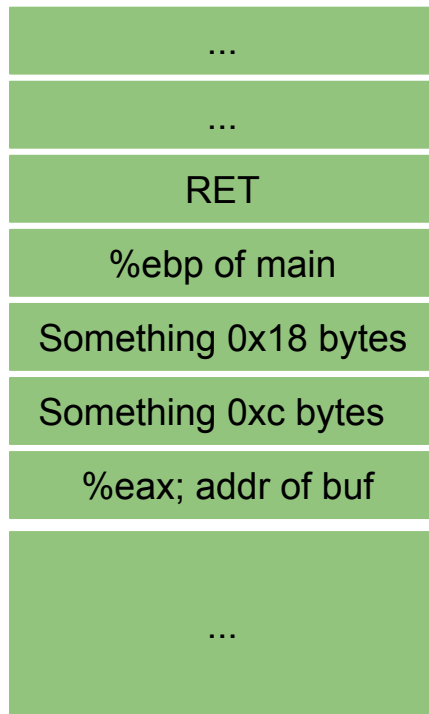 ...
...
RET
%ebp of main
Something 0x18 bytes
Something 0xc bytes
%eax; addr of buf
...